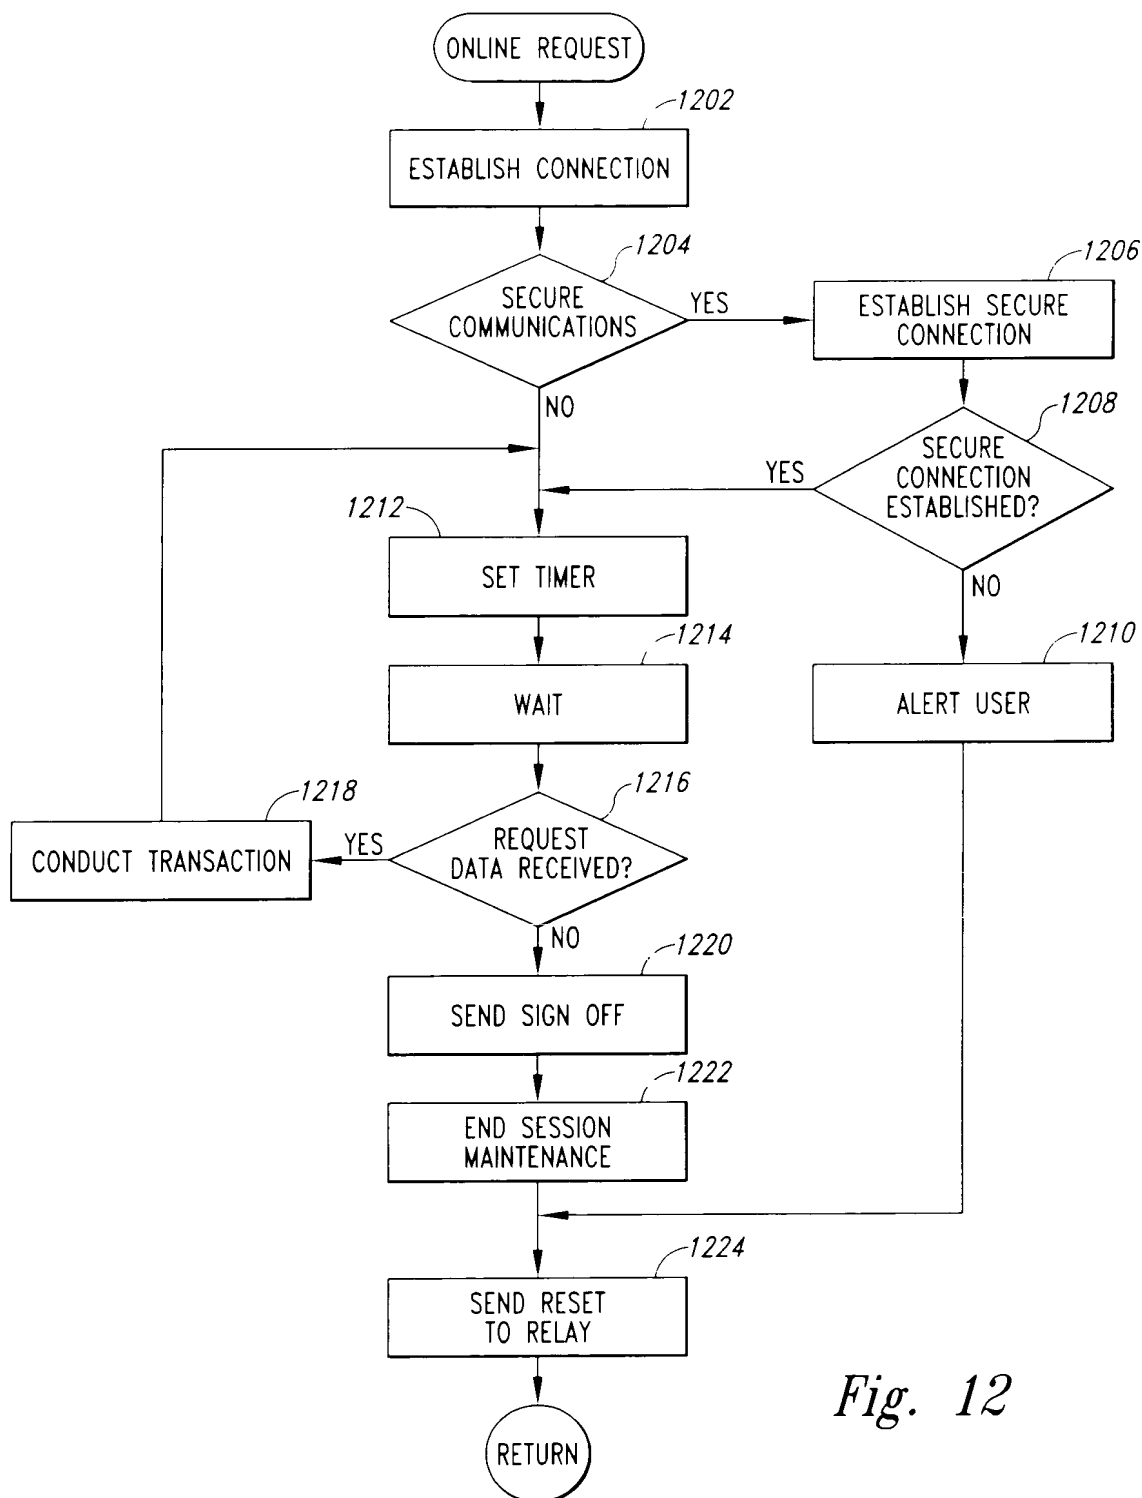 ONLINE REQUEST
1202
ESTABLISH CONNECTION
1204
SECURE
COMMUNICATIONS
YES
NO
1206
ESTABLISH SECURE
CONNECTION
1208
SECURE
CONNECTION
ESTABLISHED?
YES
NO
1212
SET TIMER
1214
WAIT
1210
ALERT USER
1216
REQUEST
DATA RECEIVED?
YES
1218
CONDUCT TRANSACTION
NO
1220
SEND SIGN OFF
1222
END SESSION
MAINTENANCE
1224
SEND RESET
TO RELAY
RETURN
Fig. 12